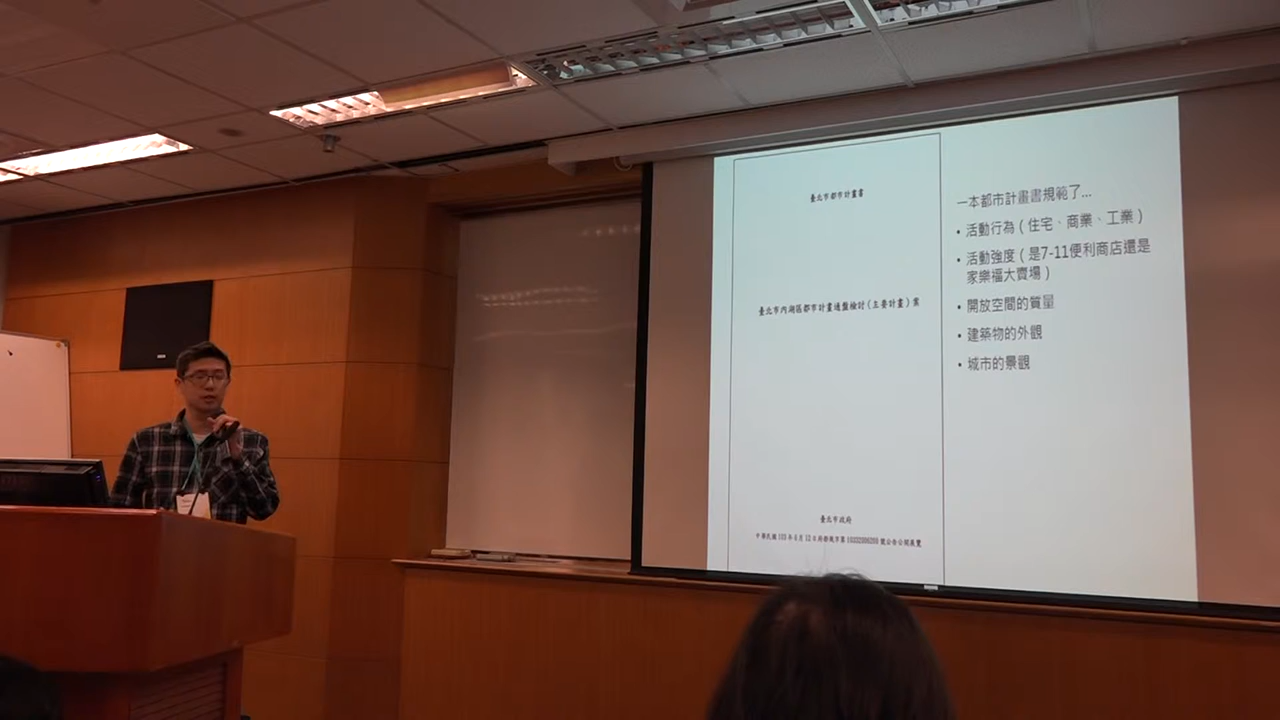 臺北市都市計畫書
臺北市內湖區都市計畫通盤檢討(主要計畫)案
臺北市政府
一本都市計畫書規範了...
• 活動行為(住宅、商業、工業)
• 活動強度(是7-11便利商店還是
家樂福大賣場)
• 開放空間的質量
• 建築物的外觀
• 城市的景觀